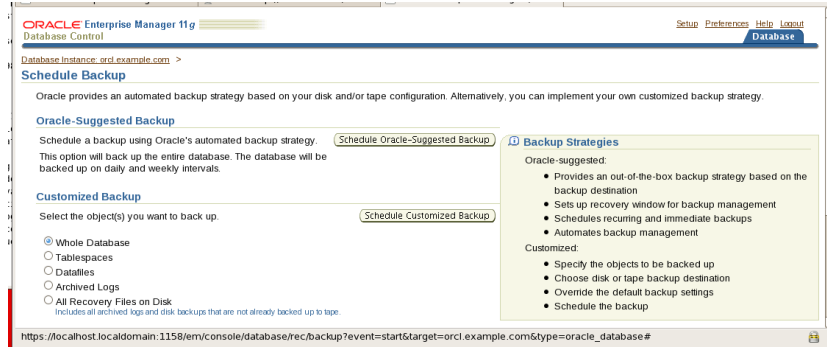 ORACLE Enterprise Manager 11g
Database Control
Setup Preferences Help Logout
Database
Database Instance: orcl.example.com >
Schedule Backup
Oracle provides an automated backup strategy based on your disk and/or tape configuration. Alternatively, you can implement your own customized backup strategy.
Oracle-Suggested Backup
Schedule a backup using Oracle's automated backup strategy.
Schedule Oracle-Suggested Backup
This option will back up the entire database. The database will be
backed up on daily and weekly intervals.
Customized Backup
Select the object(s) you want to back up.
Schedule Customized Backup
Whole Database
Tablespaces
Datafiles
Archived Logs
All Recovery Files on Disk
Includes all archived logs and disk backups that are not already backed up to tape.
Backup Strategies
Oracle-suggested:
Provides an out-of-the-box backup strategy based on the
backup destination
Sets up recovery window for backup management
Schedules recurring and immediate backups
Automates backup management
Customized:
Specify the objects to be backed up
Choose disk or tape backup destination
Override the default backup settings
Schedule the backup
https://localhost.localdomain:1158/em/console/database/rec/backup?event=start&target=orcl.example.com&type=oracle_database#